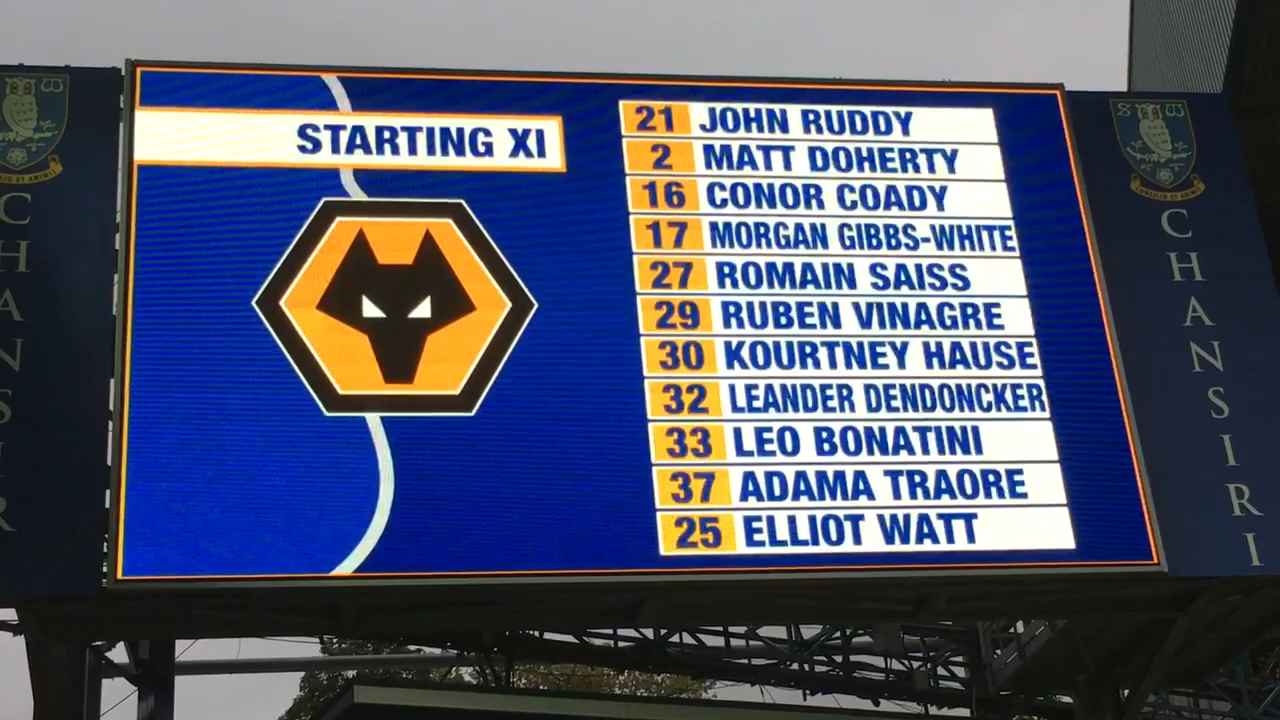 STARTING XI
21 JOHN RUDDY
2 MATT DOHERTY
16 CONOR COADY
17 MORGAN GIBBS-WHITE
27 ROMAIN SAISS
29 RUBEN VINAGRE
30 KOURTNEY HAUSE
32 LEANDER DENDONCKER
33 LEO BONATINI
37 ADAMA TRAORE
25 ELLIOT WATT
CHANSIR
S W
CHANSIRI